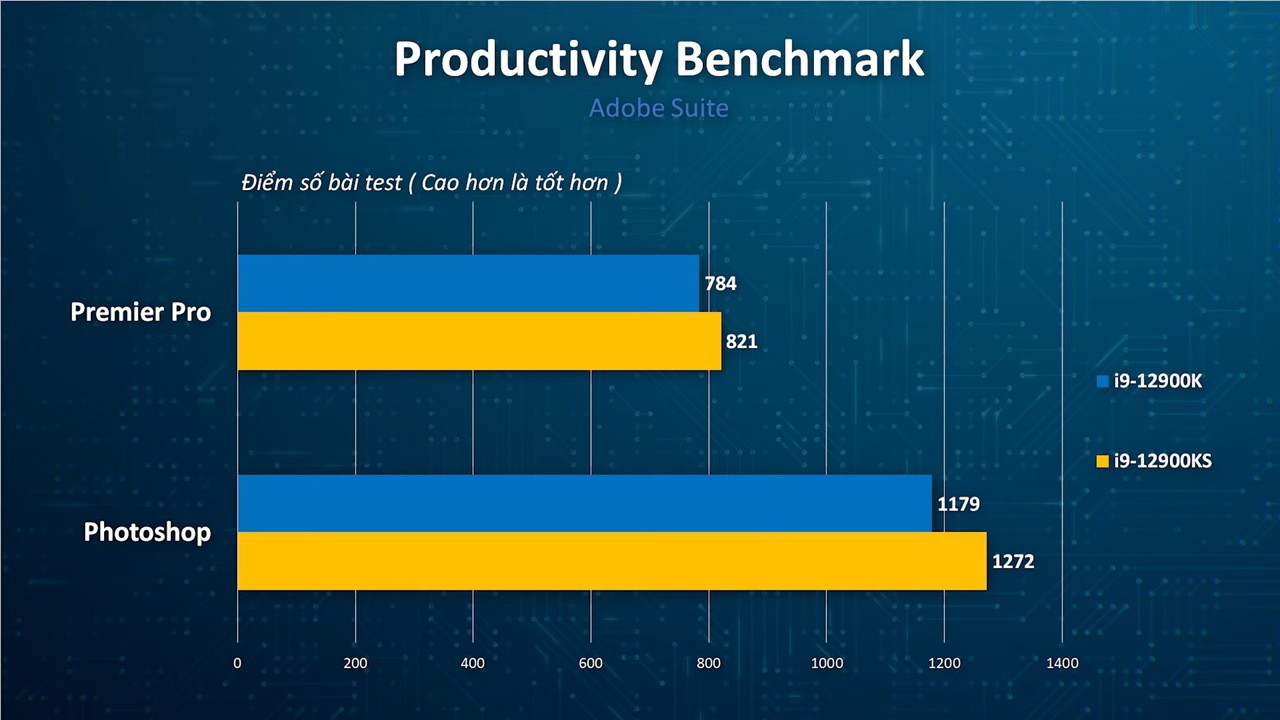 Productivity Benchmark
Adobe Suite
Điểm số bài test ( Cao hơn là tốt hơn )
Premier Pro
784
821
i9-12900K
i9-12900KS
Photoshop
1179
1272
0 200 400 600 800 1000 1200 1400